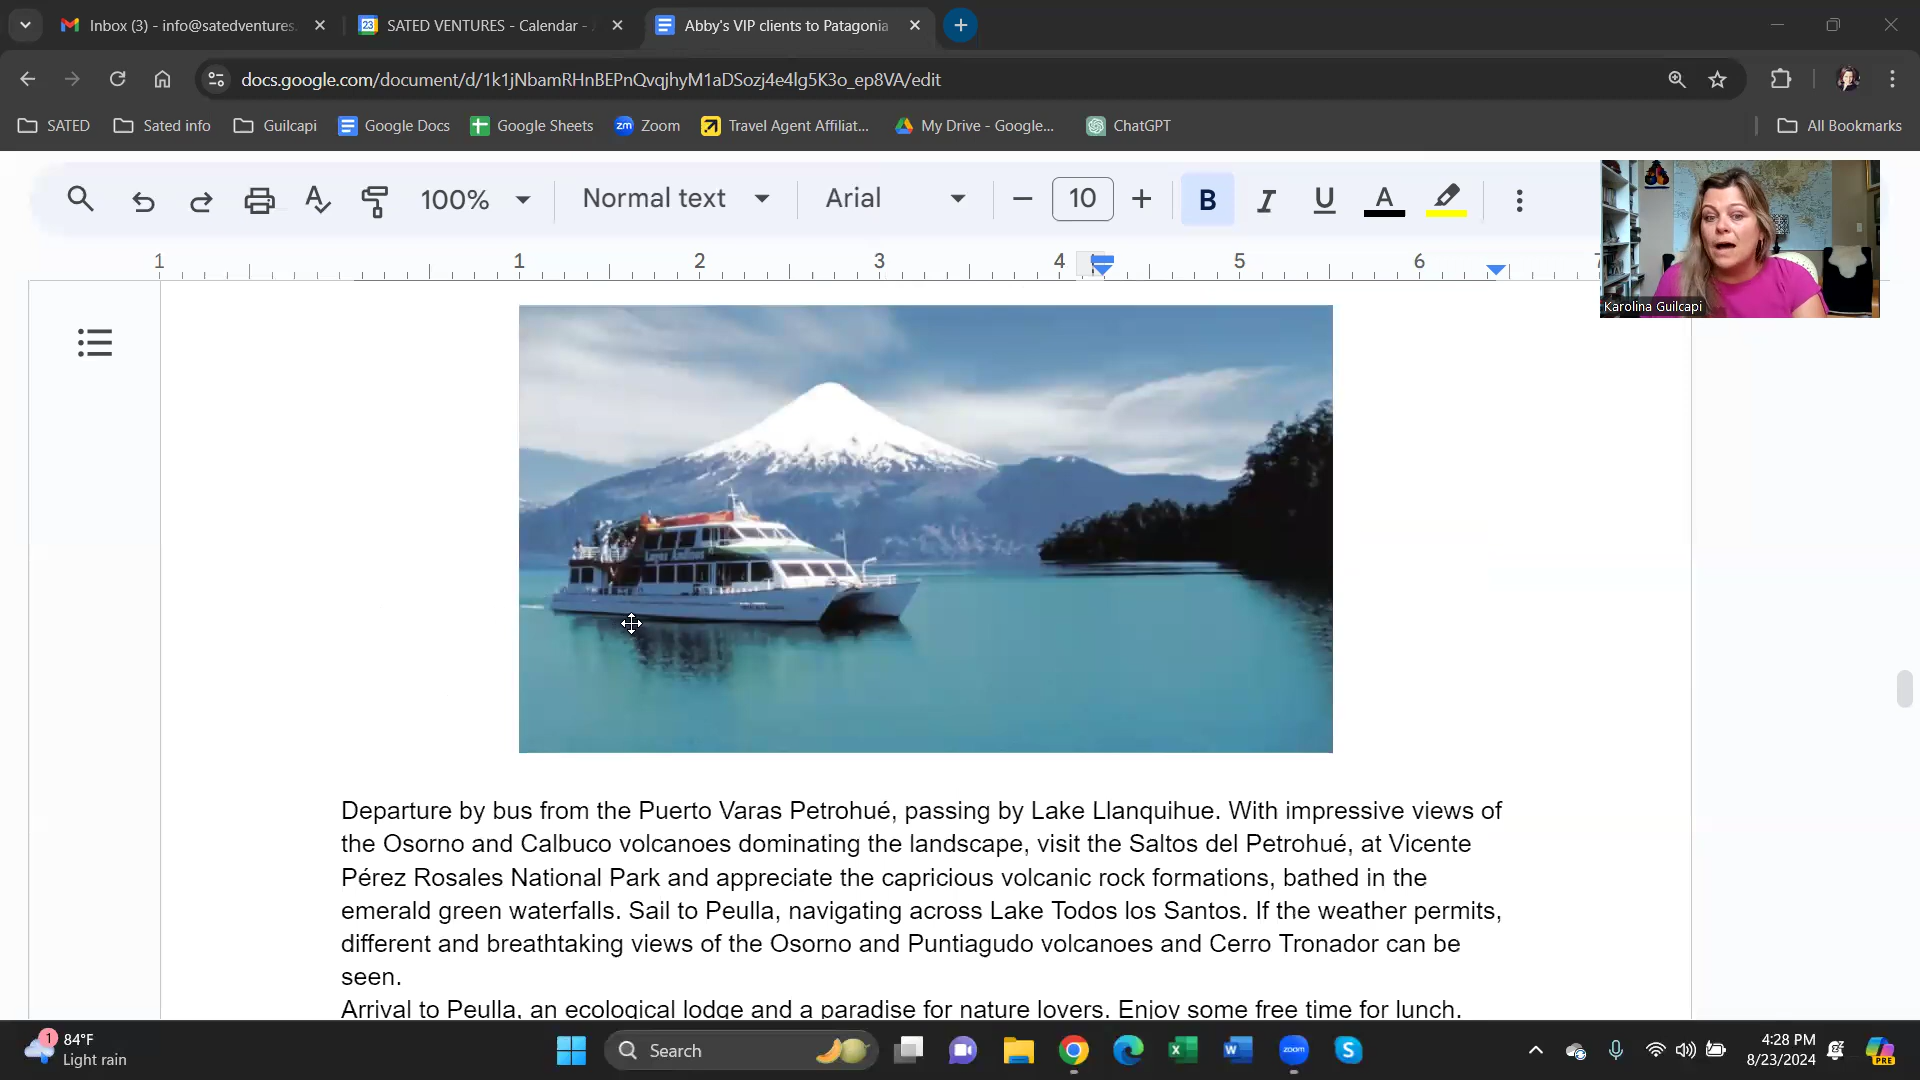 Inbox (3) - info@satedventures.
SATED VENTURES - Calendar -
Abby's VIP clients to Patagonia
docs.google.com/document/d/1k1jNbamRHnBEPnQvqjhyM1aDSozj4e4lg5K3o_ep8VA/edit
SATED
Sated info
Guilcapi
Google Docs
Google Sheets
Zoom
Travel Agent Affiliat...
My Drive - Google...
ChatGPT
All Bookmarks
100%
Normal text
Arial
10
B I U A
1 1 2 3 4 5 6 7
Karolina Guilcapi
Lagos Andinos
Departure by bus from the Puerto Varas Petrohué, passing by Lake Llanquihue. With impressive views of
the Osorno and Calbuco volcanoes dominating the landscape, visit the Saltos del Petrohué, at Vicente
Pérez Rosales National Park and appreciate the capricious volcanic rock formations, bathed in the
emerald green waterfalls. Sail to Peulla, navigating across Lake Todos los Santos. If the weather permits,
different and breathtaking views of the Osorno and Puntiagudo volcanoes and Cerro Tronador can be
seen.
Arrival to Peulla, an ecological lodge and a paradise for nature lovers. Enjoy some free time for lunch.
1
84°F
Light rain
Search
zoom
4:28 PM
8/23/2024
PRE